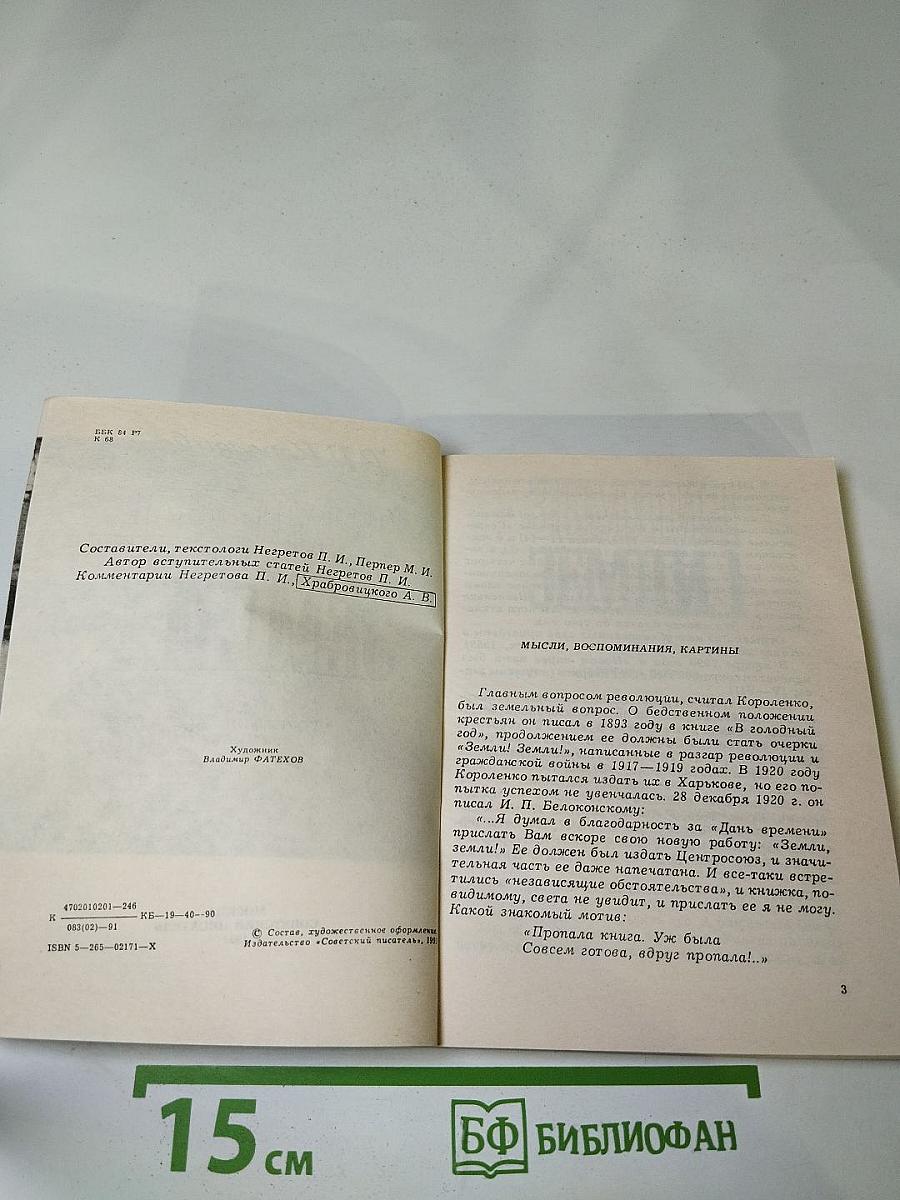 ББК 84 Р7
К 68
Составители, текстологи Негретов П. И., Перпер М. И.
Автор вступительных статей Негретов П. И.
Комментарии Негретова П. И., Храбровицкого А. В.
Художник
Владимир ФАТЕХОВ
4702010201—246
К КБ—19—40—90
083(02)—91
ISBN 5—265—02171—X
© Состав, художественное
Издательство «Советский писатель»,
МЫСЛИ, ВОСПОМИНАНИЯ, КАРТИНЫ
Главным вопросом революции, считал Короленко,
был земельный вопрос. О бедственном положении
крестьян он писал в 1893 году в книге «В голодный
год», продолжением ее должны были стать очерки
«Земли! Земли!», написанные в разгар революции и
гражданской войны в 1917—1919 годах. В 1920 году
Короленко пытался издать их в Харькове, но его по-
пытка успехом не увенчалась. 28 декабря 1920 г. он
писал И. П. Белоконскому:
«...Я думал в благодарность за «Дань времени»
прислать Вам вскоре свою новую работу: «Земли,
земли!» Ее должен был издать Центросоюз, и значи-
тельная часть ее даже напечатана. И все-таки встре-
тились «независящие обстоятельства», и книжка, по-
видимому, света не увидит, и прислать ее я не могу.
Какой знакомый мотив:
«Пропала книга. Уж была
Совсем готова, вдруг пропала!..»
3
15 см
БФ БИБЛИОФАН